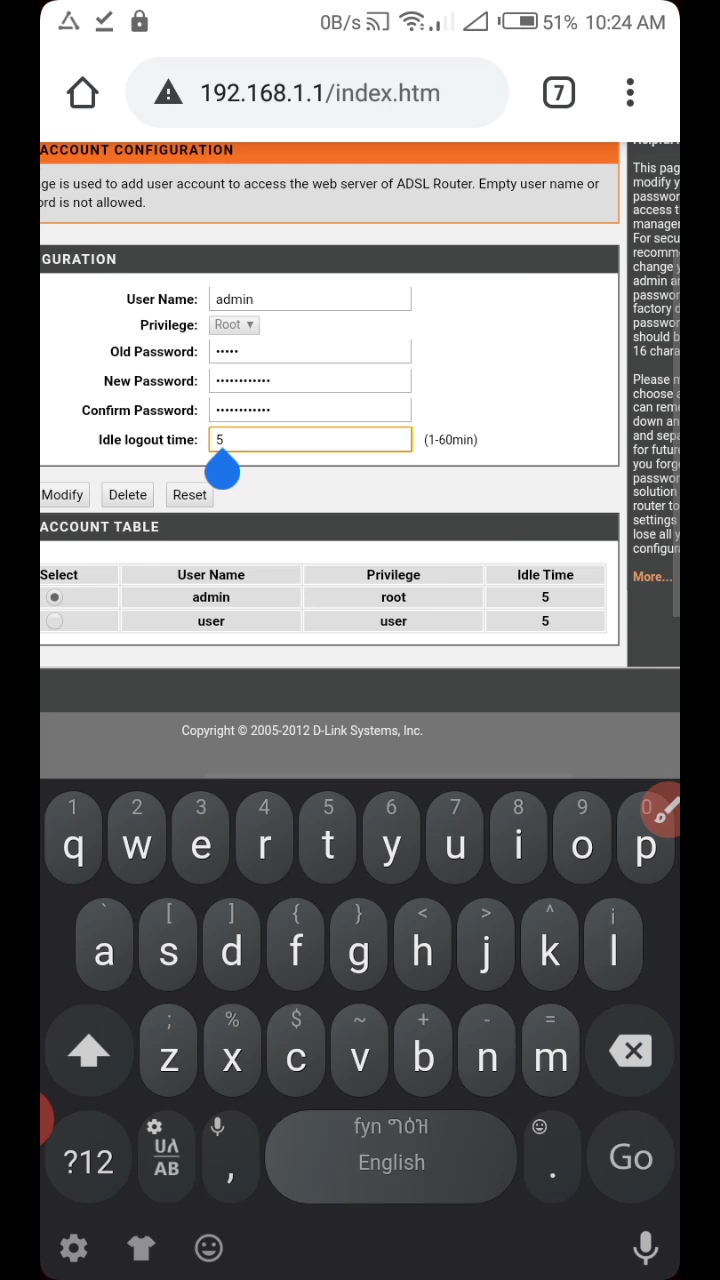 0B/s 51% 10:24 AM
192.168.1.1/index.htm
7
ACCOUNT CONFIGURATION
ge is used to add user account to access the web server of ADSL Router. Empty user name or
ord is not allowed.
GURATION
User Name: admin
Privilege: Root ▼
Old Password: •••••
New Password: ••••••••••••
Confirm Password: ••••••••••••
Idle logout time: 5 (1-60min)
Modify Delete Reset
ACCOUNT TABLE
Select User Name Privilege Idle Time
admin root 5
user user 5
This pag
modify y
passwor
access t
manager
For secu
recomm
change y
admin a
passwor
factory d
passwor
should b
16 chara
Please m
choose a
can reme
down an
and sepa
for futur
you forg
passwor
solution
router to
settings
lose all y
configura
More...
Copyright © 2005-2012 D-Link Systems, Inc.
1 2 3 4 5 6 7 8 9 0
q w e r t y u i o p
` [ ] { } < > ^ ¡
a s d f g h j k l
; % $ ~ + - =
z x c v b n m
?12 AB , English . Go